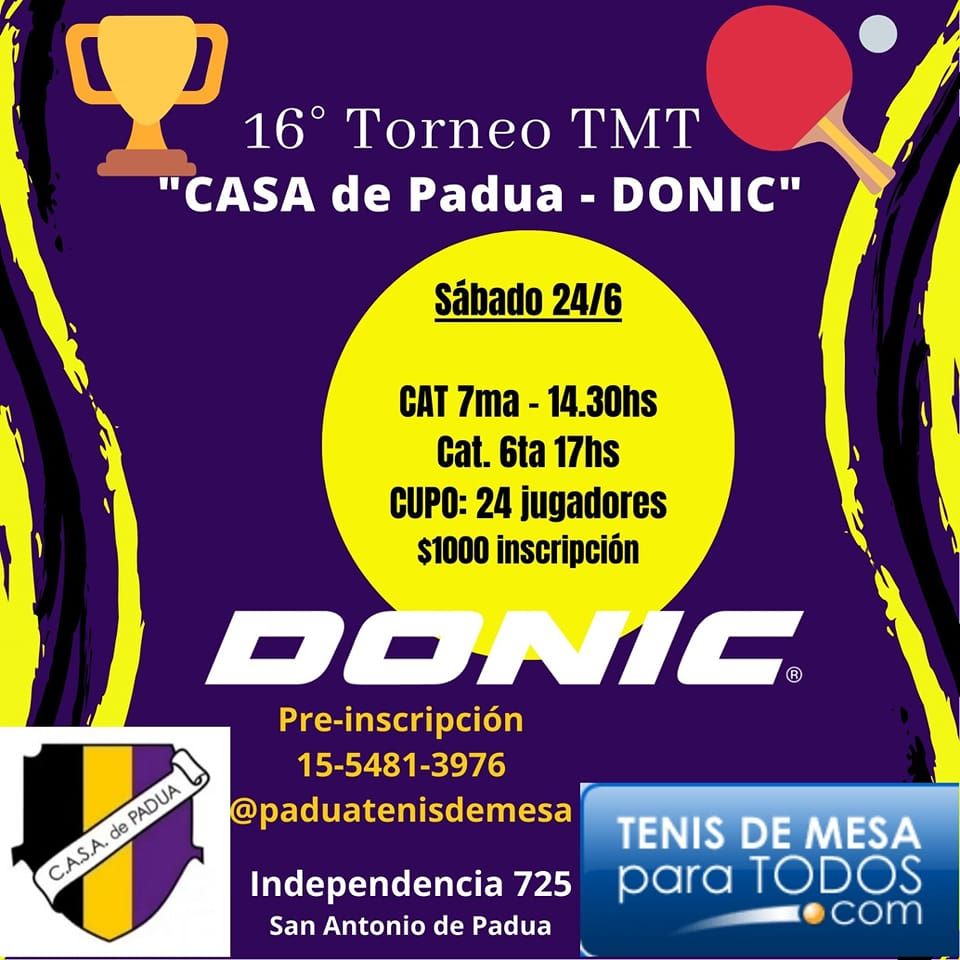 16° Torneo TMT
"CASA de Padua - DONIC"
Sábado 24/6
CAT 7ma - 14.30hs
Cat. 6ta 17hs
CUPO: 24 jugadores
$1000 inscripción
DONIC®
Pre-inscripción
15-5481-3976
@paduatenisdemesa
Independencia 725
San Antonio de Padua
C.A.S.A. de PADUA
TENIS DE MESA
para TODOS
.com